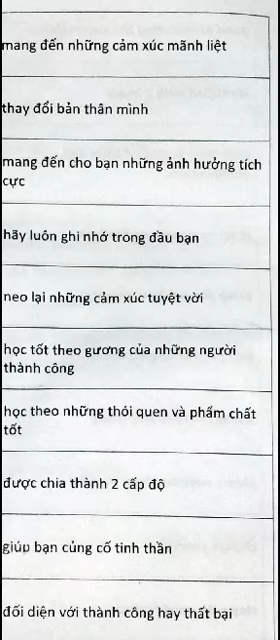 mang đến những cảm xúc mãnh liệt
thay đổi bản thân mình
mang đến cho bạn những ảnh hưởng tích
cực
hãy luôn ghi nhớ trong đầu bạn
neo lại những cảm xúc tuyệt vời
học tốt theo gương của những người
thành công
học theo những thói quen và phẩm chất
tốt
được chia thành 2 cấp độ
giúp bạn củng cố tinh thần
đối diện với thành công hay thất bại